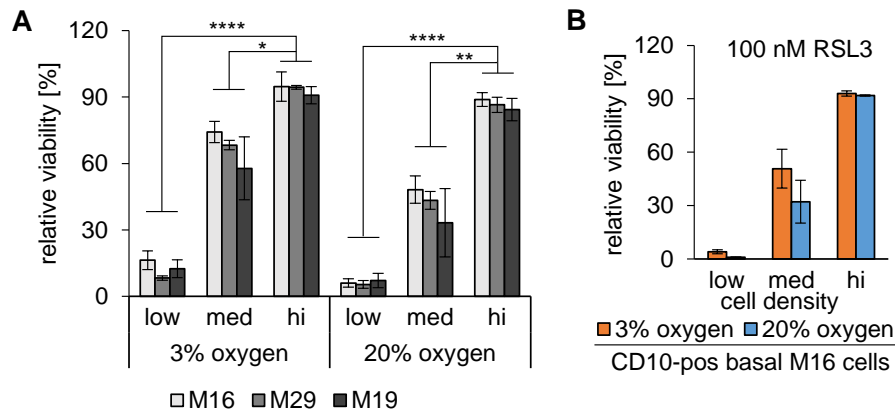 A
relative viability [%]
120
90
60
30
0
****
*
****
**
low med hi low med hi
3% oxygen 20% oxygen
M16 M29 M19
B
relative viability [%]
120
90
60
30
0
100 nM RSL3
low med hi
cell density
3% oxygen 20% oxygen
CD10-pos basal M16 cells